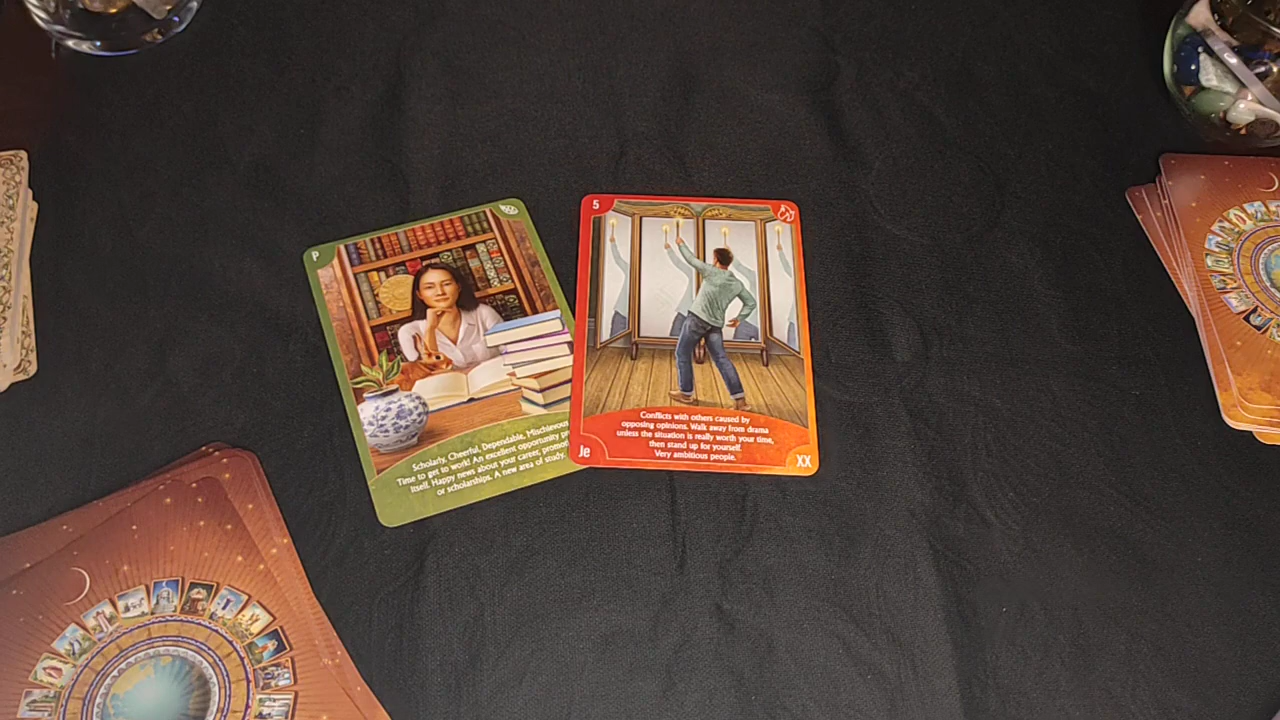 P
Scholarly, Cheerful, Dependable, Mischievous
Time to get to work! An excellent opportunity
itself. Happy news about your career,
or scholarships. A new area of study.
5
Conflicts with others caused by
opposing opinions. Walk away from drama
unless the situation is really worth your time,
then stand up for yourself.
Very ambitious people.
Je
XX